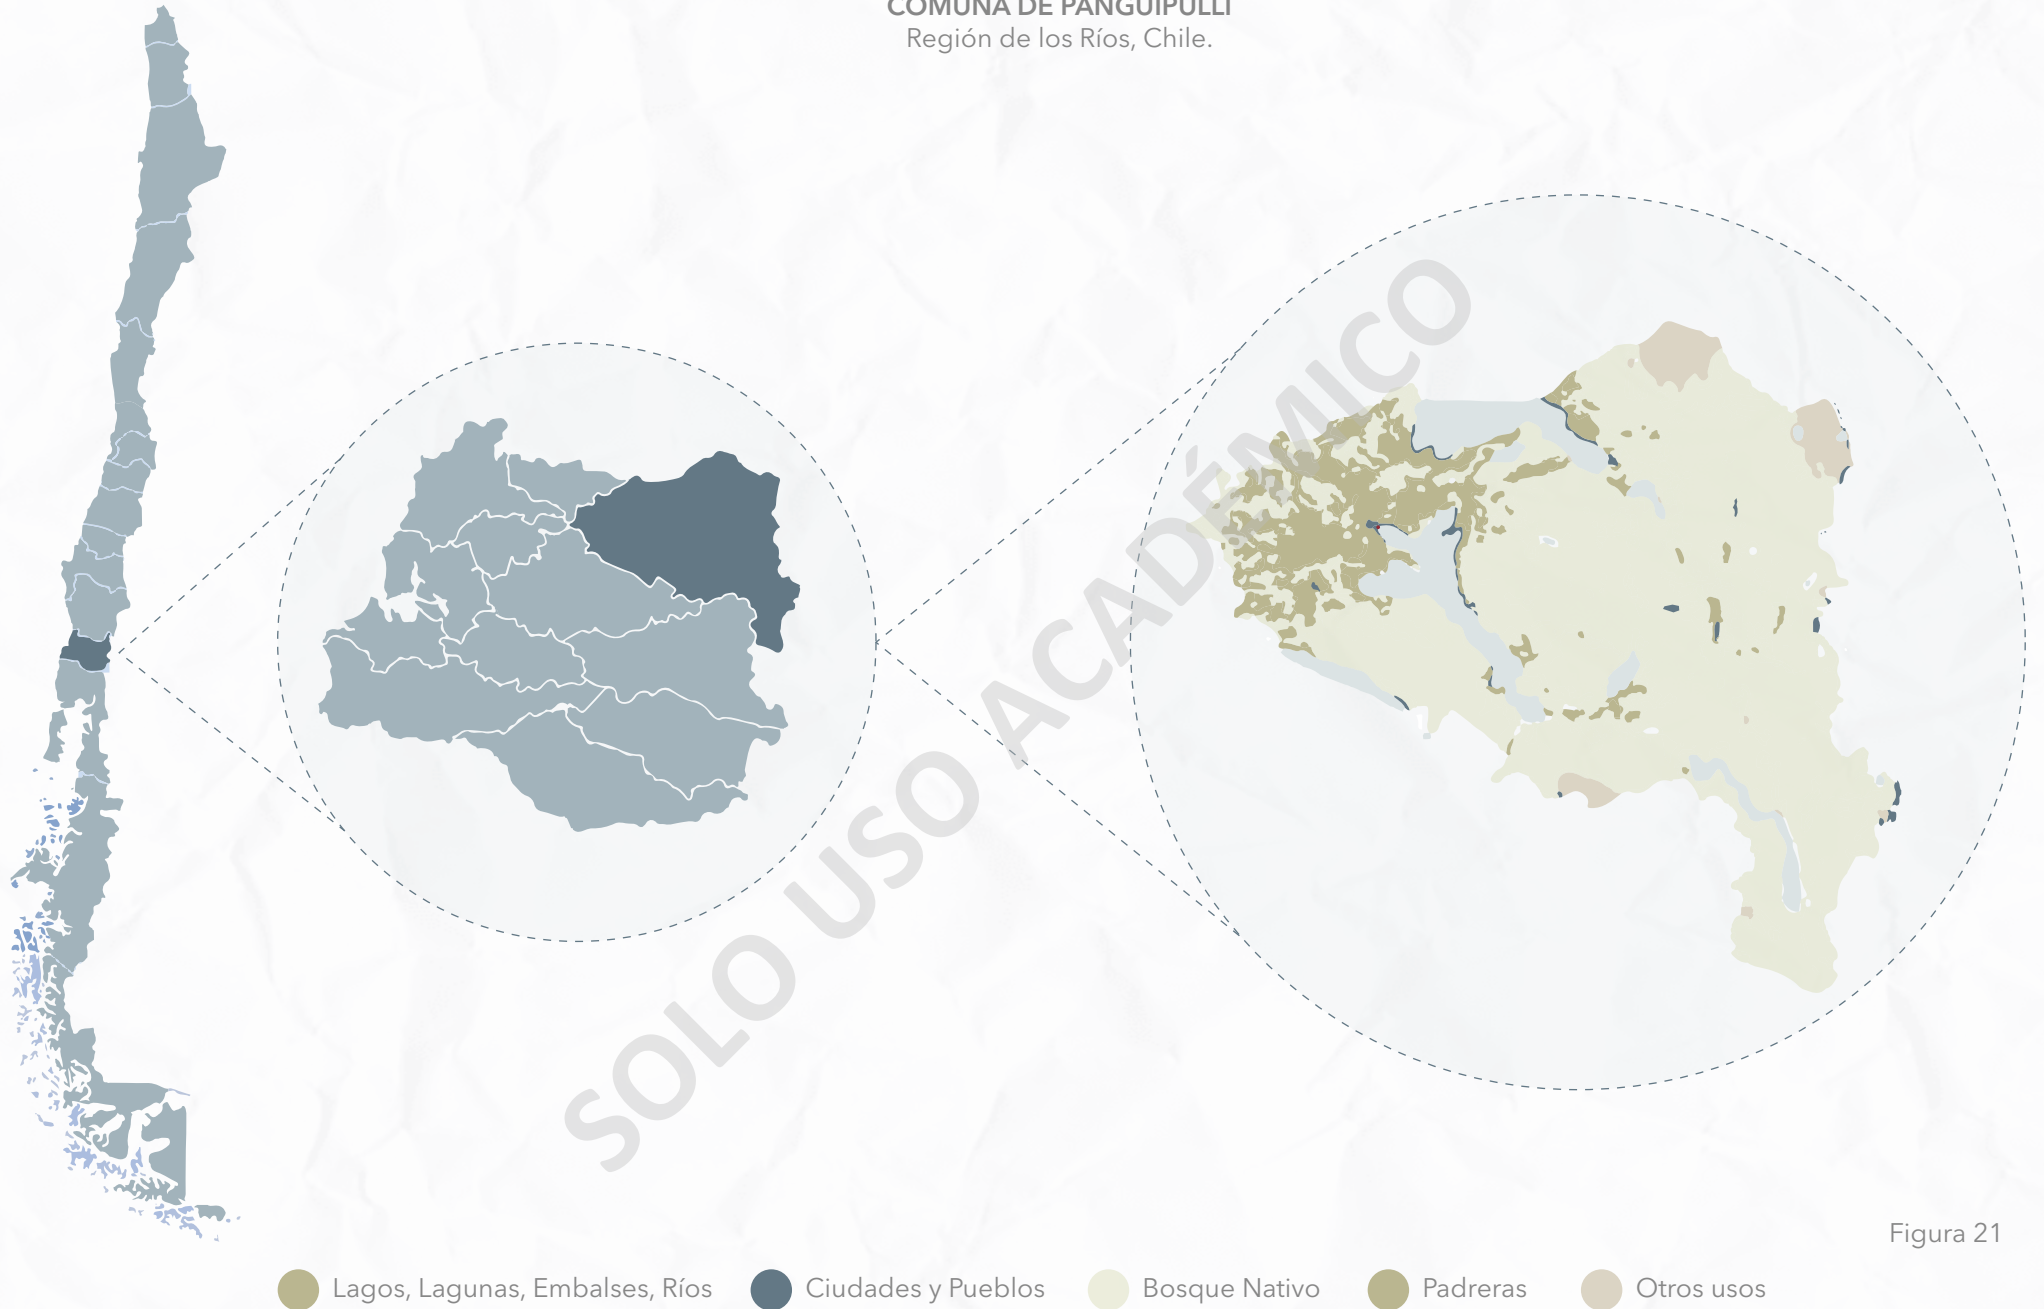 COMUNA DE PANGUIPULLI
Región de los Ríos, Chile.
SOLO USO ACADÉMICO
Figura 21
Lagos, Lagunas, Embalses, Ríos
Ciudades y Pueblos
Bosque Nativo
Padreras
Otros usos